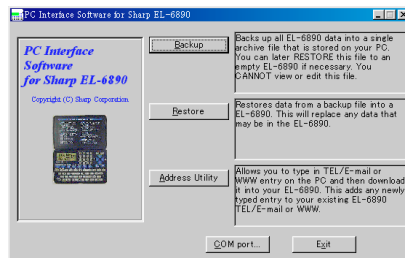 PC Interface Software for Sharp EL-6890
PC Interface
Software
for Sharp EL-6890
Copyright (C) Sharp Corporation.
Backup
Backs up all EL-6890 data into a single
archive file that is stored on your PC.
You can later RESTORE this file to an
empty EL-6890 if necessary. You
CANNOT view or edit this file.
Restore
Restores data from a backup file into a
EL-6890. This will replace any data that
may be in the EL-6890.
Address Utility
Allows you to type in TEL/E-mail or
WWW entry on the PC and then download
it into your EL-6890. This adds any newly
typed entry to your existing EL-6890
TEL/E-mail or WWW.
COM port...
Exit